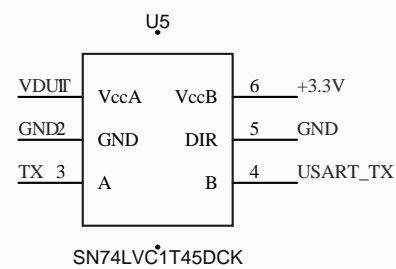 U5
VDUT 1 VccA VccB 6 +3.3V
GND 2 GND DIR 5 GND
TX 3 A B 4 USART_TX
SN74LVC1T45DCK